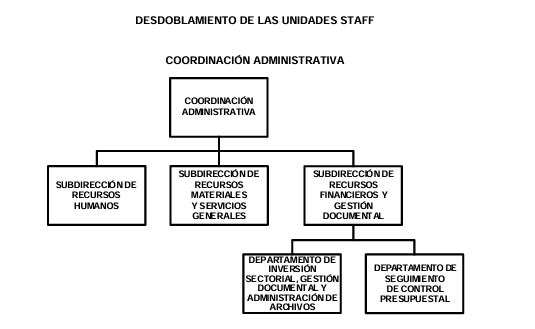 DESDOBLAMIENTO DE LAS UNIDADES STAFF
COORDINACIÓN ADMINISTRATIVA
COORDINACIÓN
ADMINISTRATIVA
SUBDIRECCIÓN DE
RECURSOS
HUMANOS
SUBDIRECCIÓN DE
RECURSOS
MATERIALES
Y SERVICIOS
GENERALES
SUBDIRECCIÓN DE
RECURSOS
FINANCIEROS Y
GESTIÓN
DOCUMENTAL
DEPARTAMENTO DE
INVERSIÓN
SECTORIAL, GESTIÓN
DOCUMENTAL Y
ADMINISTRACIÓN DE
ARCHIVOS
DEPARTAMENTO DE
SEGUIMIENTO
DE CONTROL
PRESUPUESTAL